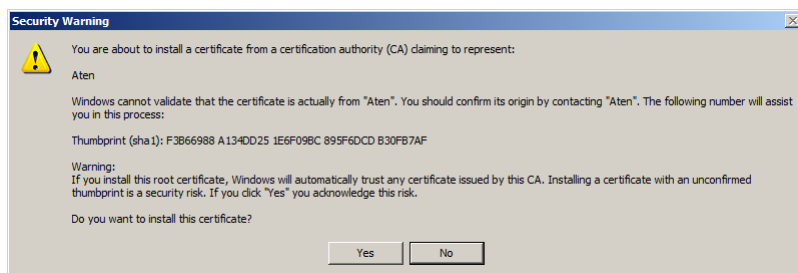 Security Warning
You are about to install a certificate from a certification authority (CA) claiming to represent:
Aten
Windows cannot validate that the certificate is actually from "Aten". You should confirm its origin by contacting "Aten". The following number will assist
you in this process:
Thumbprint (sha1): F3B66988 A134DD25 1E6F09BC 895F6DCD B30FB7AF
Warning:
If you install this root certificate, Windows will automatically trust any certificate issued by this CA. Installing a certificate with an unconfirmed
thumbprint is a security risk. If you click "Yes" you acknowledge this risk.
Do you want to install this certificate?
Yes No